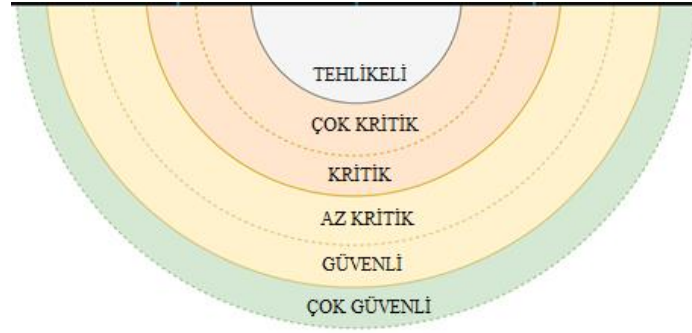 TEHLİKELİ
ÇOK KRİTİK
KRİTİK
AZ KRİTİK
GÜVENLİ
ÇOK GÜVENLİ